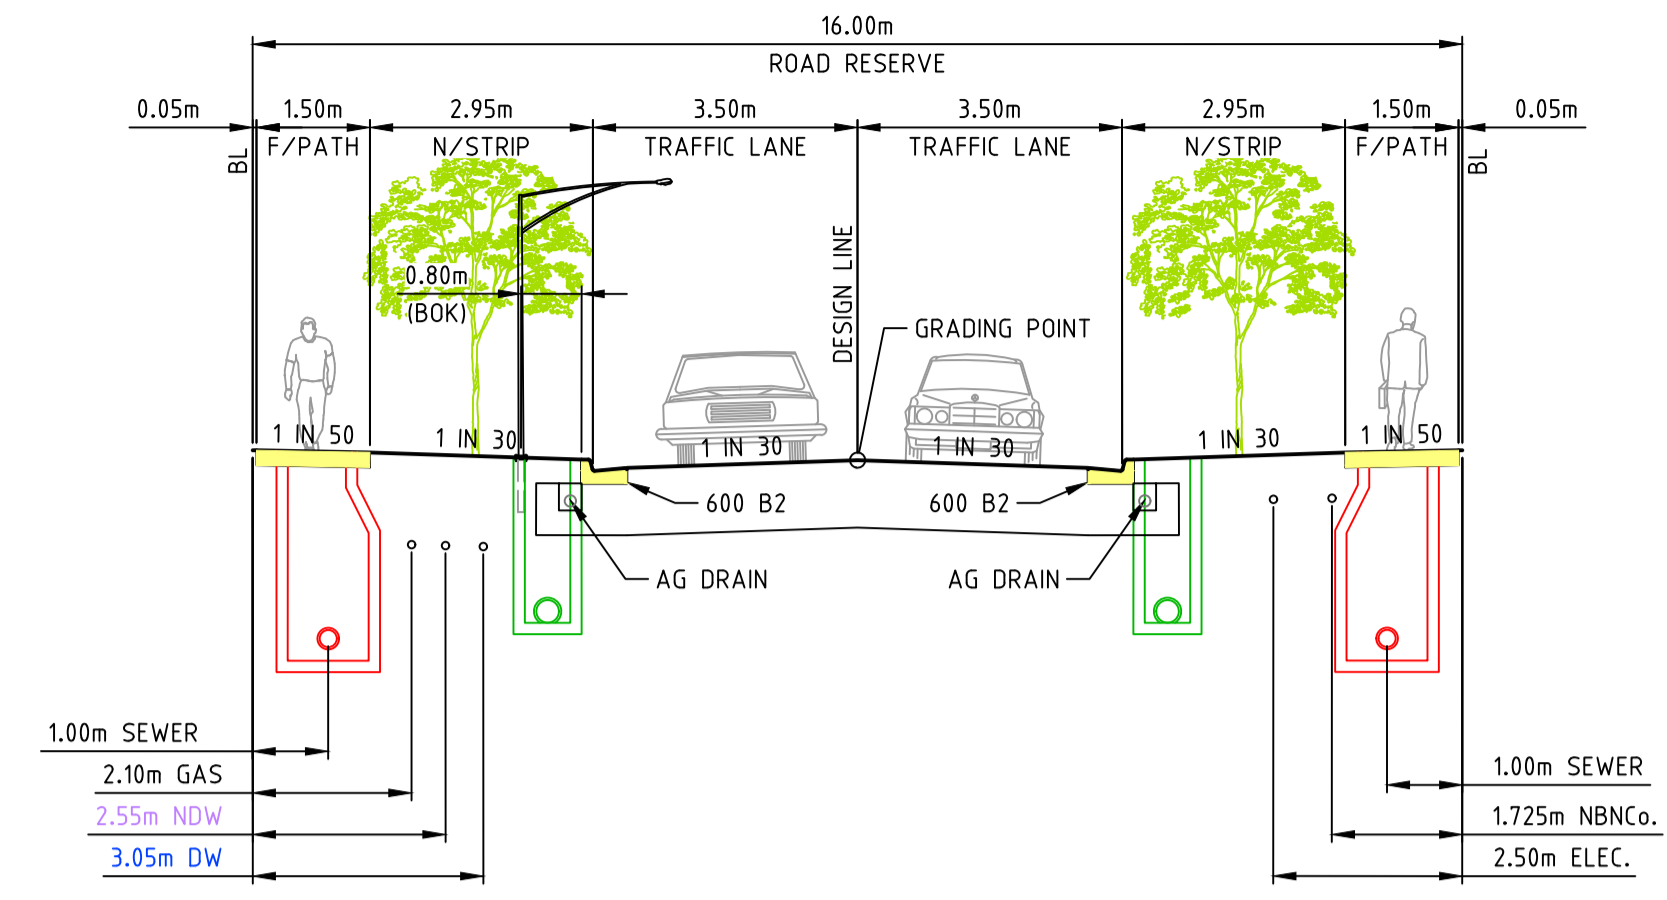 16.00m
ROAD RESERVE
0.05m 1.50m 2.95m 3.50m 3.50m 2.95m 1.50m 0.05m
BL F/PATH N/STRIP TRAFFIC LANE TRAFFIC LANE N/STRIP F/PATH BL
0.80m
(BOK)
DESIGN LINE
GRADING POINT
1 IN 50 1 IN 30 1 IN 30 1 IN 30 1 IN 30 1 IN 50
600 B2 600 B2
AG DRAIN AG DRAIN
1.00m SEWER
2.10m GAS
2.55m NDW
3.05m DW
1.00m SEWER
1.725m NBNCo.
2.50m ELEC.